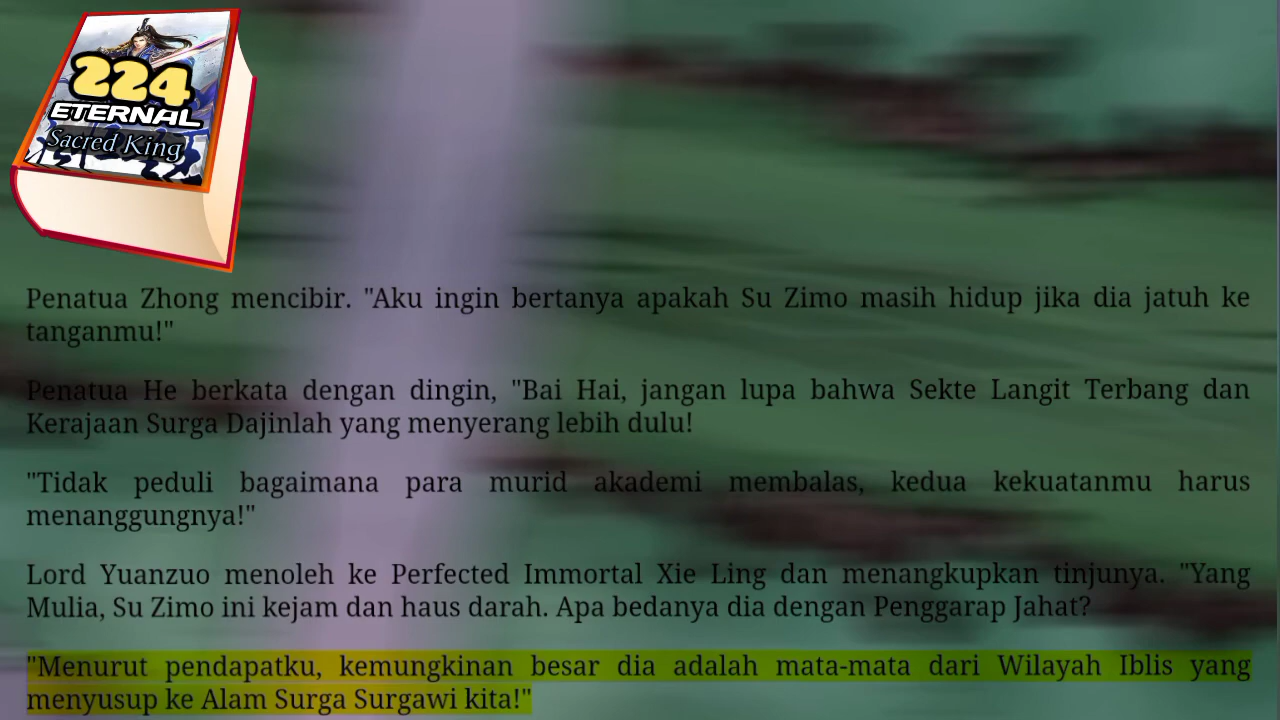 224
ETERNAL
Sacred King
Penatua Zhong mencibir. "Aku ingin bertanya apakah Su Zimo masih hidup jika dia jatuh ke
tanganmu!"
Penatua He berkata dengan dingin, "Bai Hai, jangan lupa bahwa Sekte Langit Terbang dan
Kerajaan Surga Dajinlah yang menyerang lebih dulu!
"Tidak peduli bagaimana para murid akademi membalas, kedua kekuatanmu harus
menanggungnya!"
Lord Yuanzuo menoleh ke Perfected Immortal Xie Ling dan menangkupkan tinjunya. "Yang
Mulia, Su Zimo ini kejam dan haus darah. Apa bedanya dia dengan Penggarap Jahat?
"Menurut pendapatku, kemungkinan besar dia adalah mata-mata dari Wilayah Iblis yang
menyusup ke Alam Surga Surgawi kita!"